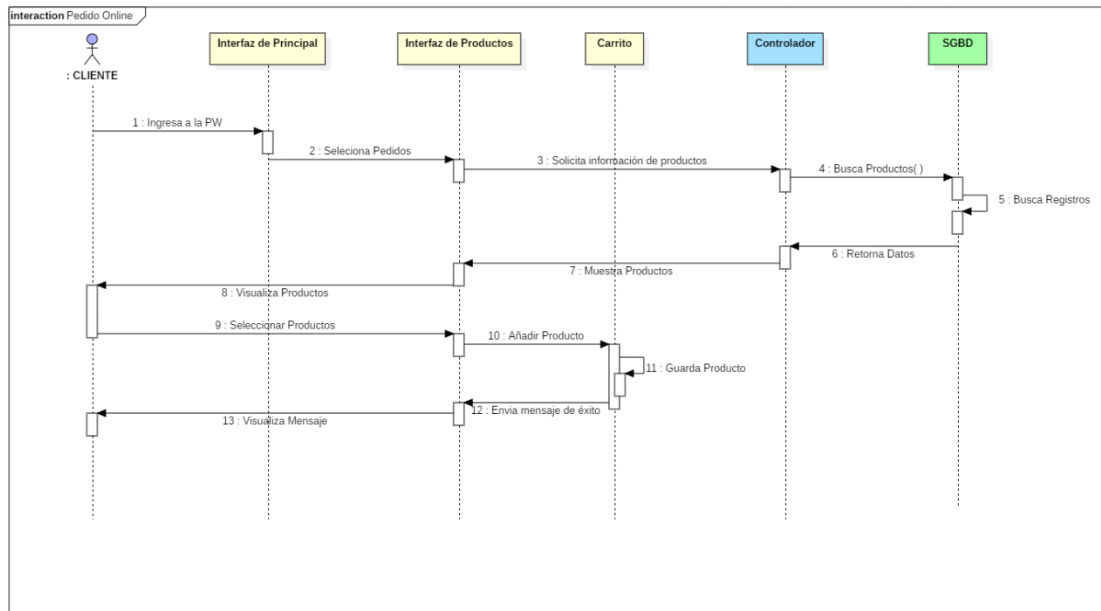 interaction Pedido Online
: CLIENTE
Interfaz de Principal
Interfaz de Productos
Carrito
Controlador
SGBD
1 : Ingresa a la PW
2 : Seleciona Pedidos
3 : Solicita información de productos
4 : Busca Productos( )
5 : Busca Registros
6 : Retorna Datos
7 : Muestra Productos
8 : Visualiza Productos
9 : Seleccionar Productos
10 : Añadir Producto
11 : Guarda Producto
12 : Envia mensaje de éxito
13 : Visualiza Mensaje